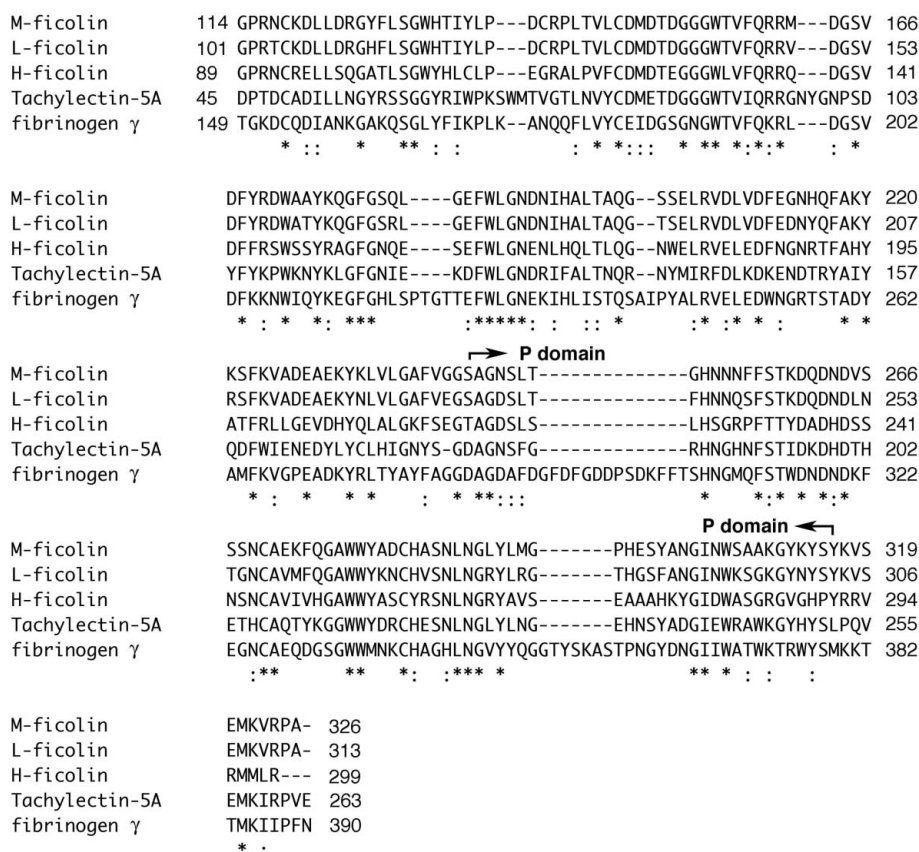 M-ficolin 114 GPRNCKDLLDRGYFLSGWHTIYLP---DCRPLTVLCDMDTDGGGWTVFQRRM---DGSV 166
L-ficolin 101 GPRTCKDLLDRGHFLSGWHTIYLP---DCRPLTVLCDMDTDGGGWTVFQRRV---DGSV 153
H-ficolin 89 GPRNCRELLSQGATLSGWYHLCLP---EGRALPVFCDMDTEGGGWLVFQRRQ---DGSV 141
Tachylectin-5A 45 DPTDCADILLNGYRSSGGYRIWPKSWMTVGTLNVYCDMETDGGGWTVIQRRGNYGNPSD 103
fibrinogen γ 149 TGKDCQDIANKGAKQSGLYFIKPLK--ANQQFLVYCEIDGSGNGWTVFQKRL---DGSV 202
* :: * ** : : : * *::: * ** *:*:* : *
M-ficolin DFYRDWAAYKQGFGSQL----GEFWLGNDNIHALTAQG--SSELRVDLVDFEGNHQFAKY 220
L-ficolin DFYRDWATYKQGFGSRL----GEFWLGNDNIHALTAQG--TSELRVDLVDFEDNYQFAKY 207
H-ficolin DFFRSWSSYRAGFGNQE----SEFWLGNENLHQLTLQG--NWELRVELEDFNGNRTFAHY 195
Tachylectin-5A YFYKPWKNYKLGFGNIE----KDFWLGNDRIFALTNQR--NYMIRFDLKDKENDTRYAIY 157
fibrinogen γ DFKKNWIQYKEGFGHLSPTGTTEFWLGNEKIHLISTQSAIPYALRVELEDWNGRTSTADY 262
* : * *: *** :*****: : :: * :* :* * * *
P domain
M-ficolin KSFKVADEAEKYKLVLGAFVGGSAGNSLT---------------GHNNNFFSTKDQDNDVS 266
L-ficolin RSFKVADEAEKYNLVLGAFVEGSAGDSLT---------------FHNNQSFSTKDQDNDLN 253
H-ficolin ATFRLLGEVDHYQLALGKFSEGTAGDSLS---------------LHSGRPFTTYDADHDSS 241
Tachylectin-5A QDFWIENEDYLYCLHIGNYS-GDAGNSFG---------------RHNGHNFSTIDKDHDTH 202
fibrinogen γ AMFKVGPEADKYRLTYAYFAGGDAGDAFDGFDFGDDPSDKFFTSHNGMQFSTWDNDNDKF 322
* : * * * : * **::: * *:* * *:*
P domain
M-ficolin SSNCAEKFQGAWWYADCHASNLNGLYLMG-------PHESYANGINWSAAKGYKYSYKVS 319
L-ficolin TGNCAVMFQGAWWYKNCHVSNLNGRYLRG-------THGSFANGINWKSGKGYNYSYKVS 306
H-ficolin NSNCAVIVHGAWWYASCYRSNLNGRYAVS-------EAAAHKYGIDWASGRGVGHPYRRV 294
Tachylectin-5A ETHCAQTYKGGWWYDRCHESNLNGLYLNG-------EHNSYADGIEWRAWKGYHYSLPQV 255
fibrinogen γ EGNCAEQDGSGWWMNKCHAGHLNGVYYQGGTYSKASTPNGYDNGIIWATWKTRWYSMKKT 382
:** ** *: :*** * ** * : : :
M-ficolin EMKVRPA- 326
L-ficolin EMKVRPA- 313
H-ficolin RMMLR--- 299
Tachylectin-5A EMKIRPVE 263
fibrinogen γ TMKIIPFN 390
* :